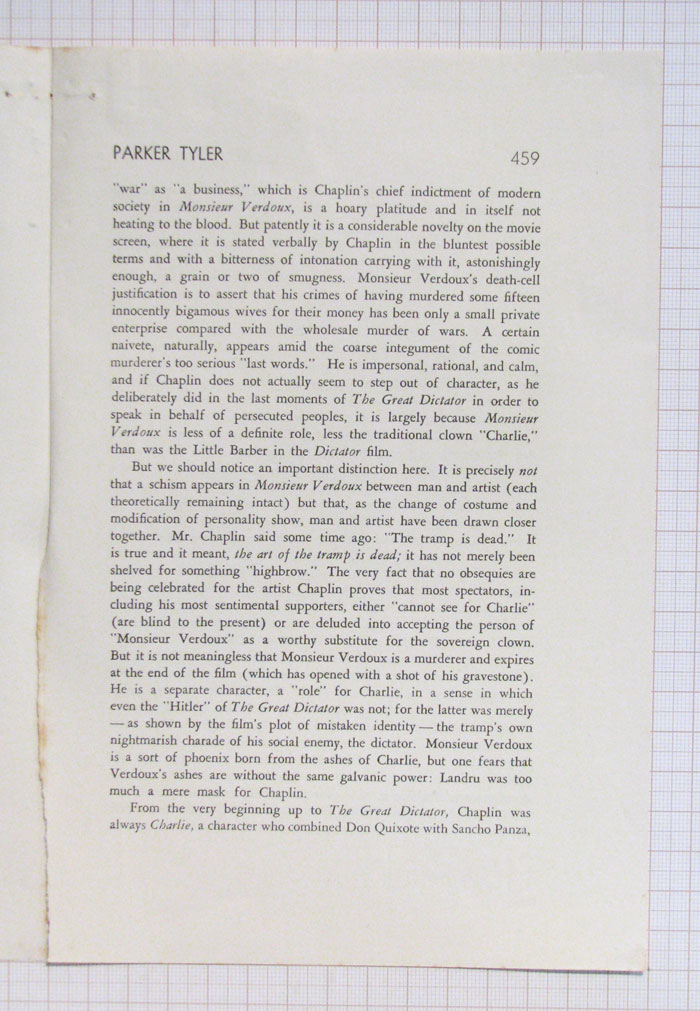 PARKER TYLER 459
"war" as "a business," which is Chaplin's chief indictment of modern
society in Monsieur Verdoux, is a hoary platitude and in itself not
heating to the blood. But patently it is a considerable novelty on the movie
screen, where it is stated verbally by Chaplin in the bluntest possible
terms and with a bitterness of intonation carrying with it, astonishingly
enough, a grain or two of smugness. Monsieur Verdoux's death-cell
justification is to assert that his crimes of having murdered some fifteen
innocently bigamous wives for their money has been only a small private
enterprise compared with the wholesale murder of wars. A certain
naivete, naturally, appears amid the coarse integument of the comic
murderer's too serious "last words." He is impersonal, rational, and calm,
and if Chaplin does not actually seem to step out of character, as he
deliberately did in the last moments of The Great Dictator in order to
speak in behalf of persecuted peoples, it is largely because Monsieur
Verdoux is less of a definite role, less the traditional clown "Charlie,"
than was the Little Barber in the Dictator film.
But we should notice an important distinction here. It is precisely not
that a schism appears in Monsieur Verdoux between man and artist (each
theoretically remaining intact) but that, as the change of costume and
modification of personality show, man and artist have been drawn closer
together. Mr. Chaplin said some time ago: "The tramp is dead." It
is true and it meant, the art of the tramp is dead; it has not merely been
shelved for something "highbrow." The very fact that no obsequies are
being celebrated for the artist Chaplin proves that most spectators, in-
cluding his most sentimental supporters, either "cannot see for Charlie"
(are blind to the present) or are deluded into accepting the person of
"Monsieur Verdoux" as a worthy substitute for the sovereign clown.
But it is not meaningless that Monsieur Verdoux is a murderer and expires
at the end of the film (which has opened with a shot of his gravestone).
He is a separate character, a "role" for Charlie, in a sense in which
even the "Hitler" of The Great Dictator was not; for the latter was merely
— as shown by the film's plot of mistaken identity — the tramp's own
nightmarish charade of his social enemy, the dictator. Monsieur Verdoux
is a sort of phoenix born from the ashes of Charlie, but one fears that
Verdoux's ashes are without the same galvanic power: Landru was too
much a mere mask for Chaplin.
From the very beginning up to The Great Dictator, Chaplin was
always Charlie, a character who combined Don Quixote with Sancho Panza,